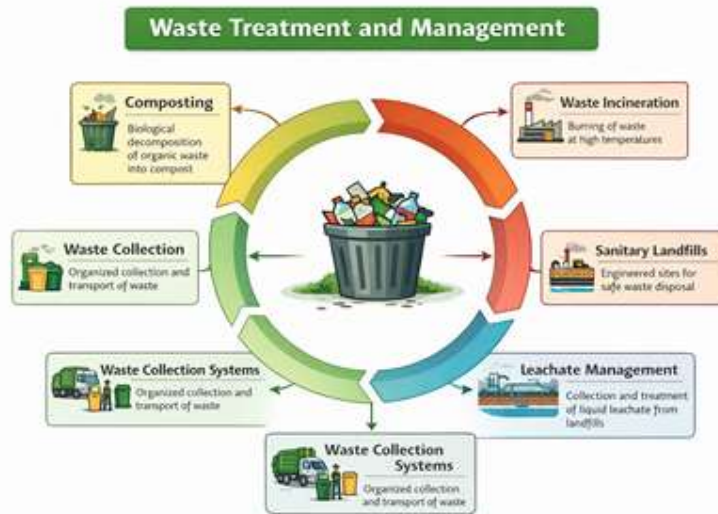 Waste Treatment and Management
Composting
Biological
decomposition
of organic waste
into compost
Waste Incineration
Burning of waste
at high temperatures
Waste Collection
Organized collection and
transport of waste
Sanitary Landfills
Engineered sites for
safe waste disposal
Waste Collection Systems
Organized collection and
transport of waste
Leachate Management
Collection and treatment
of liquid leachate from
landfills
Waste Collection
Systems
Organized collection
and transport of waste